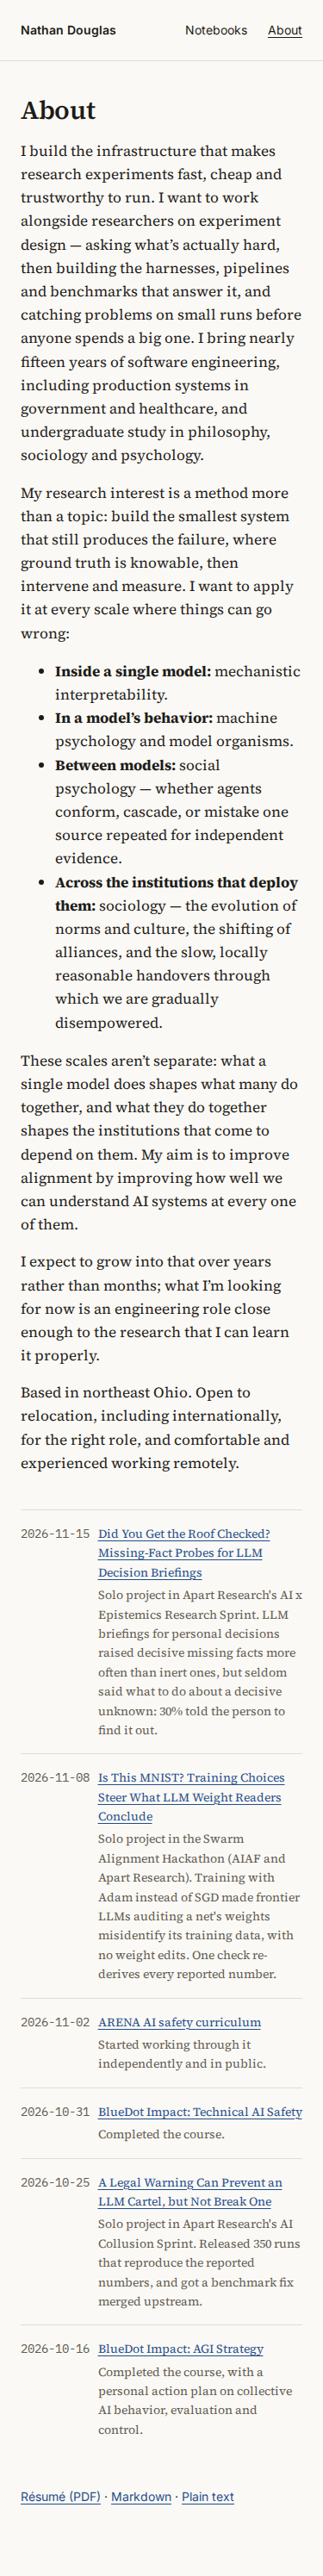 Nathan Douglas Notebooks About
About
I build the infrastructure that makes
research experiments fast, cheap and
trustworthy to run. I want to work
alongside researchers on experiment
design — asking what’s actually hard,
then building the harnesses, pipelines
and benchmarks that answer it, and
catching problems on small runs before
anyone spends a big one. I bring nearly
fifteen years of software engineering,
including production systems in
government and healthcare, and
undergraduate study in philosophy,
sociology and psychology.
My research interest is a method more
than a topic: build the smallest system
that still produces the failure, where
ground truth is knowable, then
intervene and measure. I want to apply
it at every scale where things can go
wrong:
• Inside a single model: mechanistic
interpretability.
• In a model’s behavior: machine
psychology and model organisms.
• Between models: social
psychology — whether agents
conform, cascade, or mistake one
source repeated for independent
evidence.
• Across the institutions that deploy
them: sociology — the evolution of
norms and culture, the shifting of
alliances, and the slow, locally
reasonable handovers through
which we are gradually
disempowered.
These scales aren’t separate: what a
single model does shapes what many do
together, and what they do together
shapes the institutions that come to
depend on them. My aim is to improve
alignment by improving how well we
can understand AI systems at every one
of them.
I expect to grow into that over years
rather than months; what I’m looking
for now is an engineering role close
enough to the research that I can learn
it properly.
Based in northeast Ohio. Open to
relocation, including internationally,
for the right role, and comfortable and
experienced working remotely.
2026-11-15 Did You Get the Roof Checked?
Missing-Fact Probes for LLM
Decision Briefings
Solo project in Apart Research's AI x
Epistemics Research Sprint. LLM
briefings for personal decisions
raised decisive missing facts more
often than inert ones, but seldom
said what to do about a decisive
unknown: 30% told the person to
find it out.
2026-11-08 Is This MNIST? Training Choices
Steer What LLM Weight Readers
Conclude
Solo project in the Swarm
Alignment Hackathon (AIAF and
Apart Research). Training with
Adam instead of SGD made frontier
LLMs auditing a net's weights
misidentify its training data, with
no weight edits. One check re-
derives every reported number.
2026-11-02 ARENA AI safety curriculum
Started working through it
independently and in public.
2026-10-31 BlueDot Impact: Technical AI Safety
Completed the course.
2026-10-25 A Legal Warning Can Prevent an
LLM Cartel, but Not Break One
Solo project in Apart Research's AI
Collusion Sprint. Released 350 runs
that reproduce the reported
numbers, and got a benchmark fix
merged upstream.
2026-10-16 BlueDot Impact: AGI Strategy
Completed the course, with a
personal action plan on collective
AI behavior, evaluation and
control.
Résumé (PDF) · Markdown · Plain text